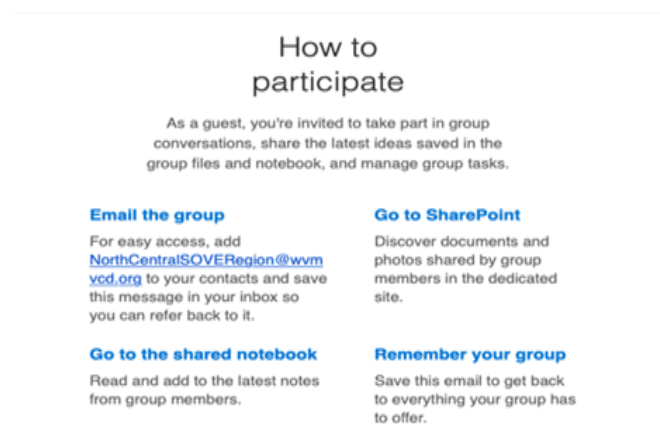 How to
participate
As a guest, you're invited to take part in group
conversations, share the latest ideas saved in the
group files and notebook, and manage group tasks.
Email the group
For easy access, add
NorthCentralSOVERegion@wvm
vcd.org to your contacts and save
this message in your inbox so
you can refer back to it.
Go to SharePoint
Discover documents and
photos shared by group
members in the dedicated
site.
Go to the shared notebook
Read and add to the latest notes
from group members.
Remember your group
Save this email to get back
to everything your group has
to offer.